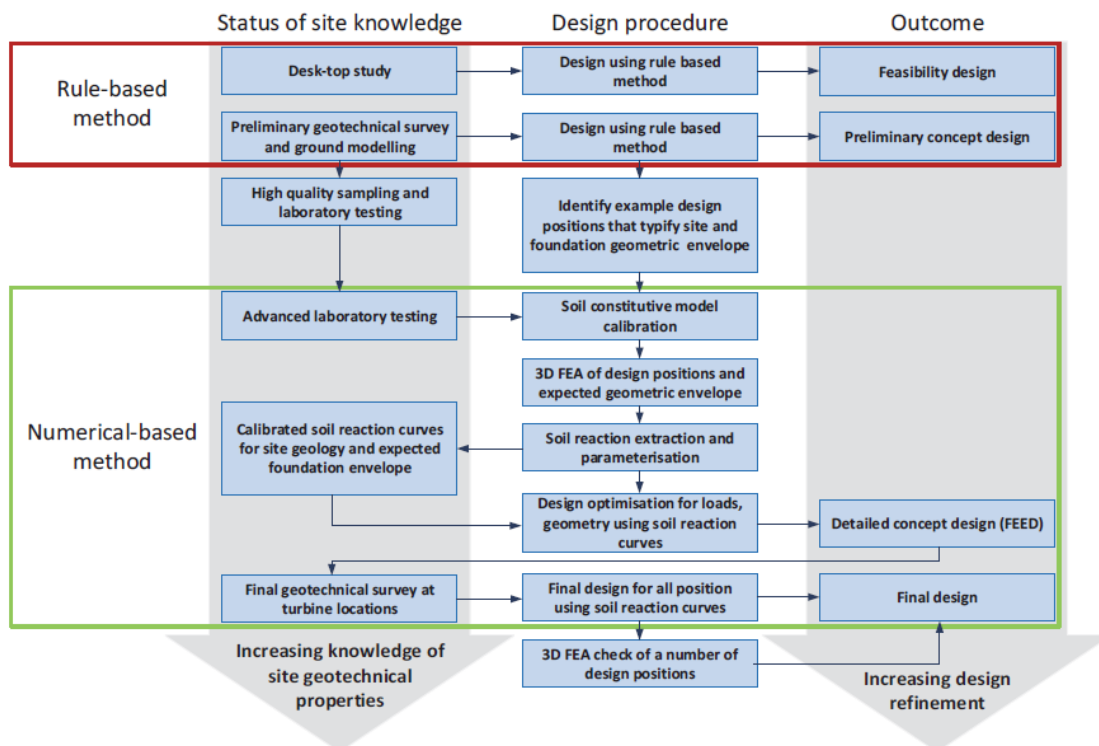 Status of site knowledge
Design procedure
Outcome
Rule-based
method
Desk-top study
Design using rule based
method
Feasibility design
Preliminary geotechnical survey
and ground modelling
Design using rule based
method
Preliminary concept design
High quality sampling and
laboratory testing
Identify example design
positions that typify site and
foundation geometric envelope
Numerical-based
method
Advanced laboratory testing
Soil constitutive model
calibration
3D FEA of design positions and
expected geometric envelope
Calibrated soil reaction curves
for site geology and expected
foundation envelope
Soil reaction extraction and
parameterisation
Design optimisation for loads,
geometry using soil reaction
curves
Detailed concept design (FEED)
Final geotechnical survey at
turbine locations
Final design for all position
using soil reaction curves
Final design
Increasing knowledge of
site geotechnical
properties
3D FEA check of a number of
design positions
Increasing design
refinement